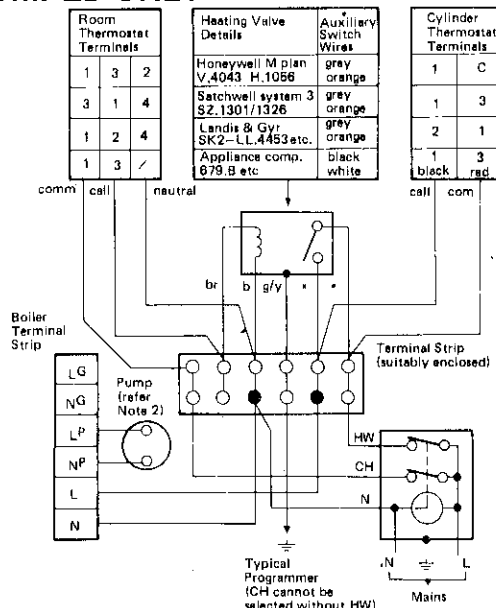 Room
Thermostat
Terminals
1 3 2
3 1 4
1 2 4
1 3 /
Heating Valve
Details
Auxiliary
Switch
Wires
Honeywell M plan
V.4043 H.1056
grey
orange
Satchwell system 3
SZ.1301/1326
grey
orange
Landis & Gyr
SK2-LL.4453etc.
grey
orange
Appliance comp.
679.B etc
black
white
Cylinder
Thermostat
Terminals
1 C
1 3
2 1
1 3
black red
comm call neutral
call com
br b g/y
Boiler
Terminal
Strip
Terminal Strip
(suitably enclosed)
LG
NG
LP
NP
L
N
Pump
(refer
Note 2)
HW
CH
N
N L
Mains
Typical
Programmer
(CH cannot be
selected without HW)